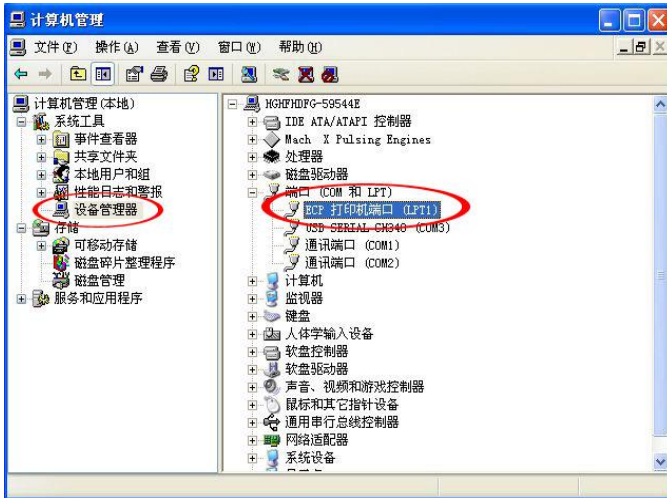 计算机管理
文件(F) 操作(A) 查看(V) 窗口(W) 帮助(H)
计算机管理(本地)
系统工具
事件查看器
共享文件夹
本地用户和组
性能日志和警报
设备管理器
存储
可移动存储
磁盘碎片整理程序
磁盘管理
服务和应用程序
HGHFHDFG-59544E
IDE ATA/ATAPI 控制器
Mach X Pulsing Engines
处理器
磁盘驱动器
端口 (COM 和 LPT)
ECP 打印机端口 (LPT1)
USB SERIAL CH340 (COM3)
通讯端口 (COM1)
通讯端口 (COM2)
计算机
监视器
键盘
人体学输入设备
软盘控制器
软盘驱动器
声音、视频和游戏控制器
鼠标和其它指针设备
通用串行总线控制器
网络适配器
系统设备